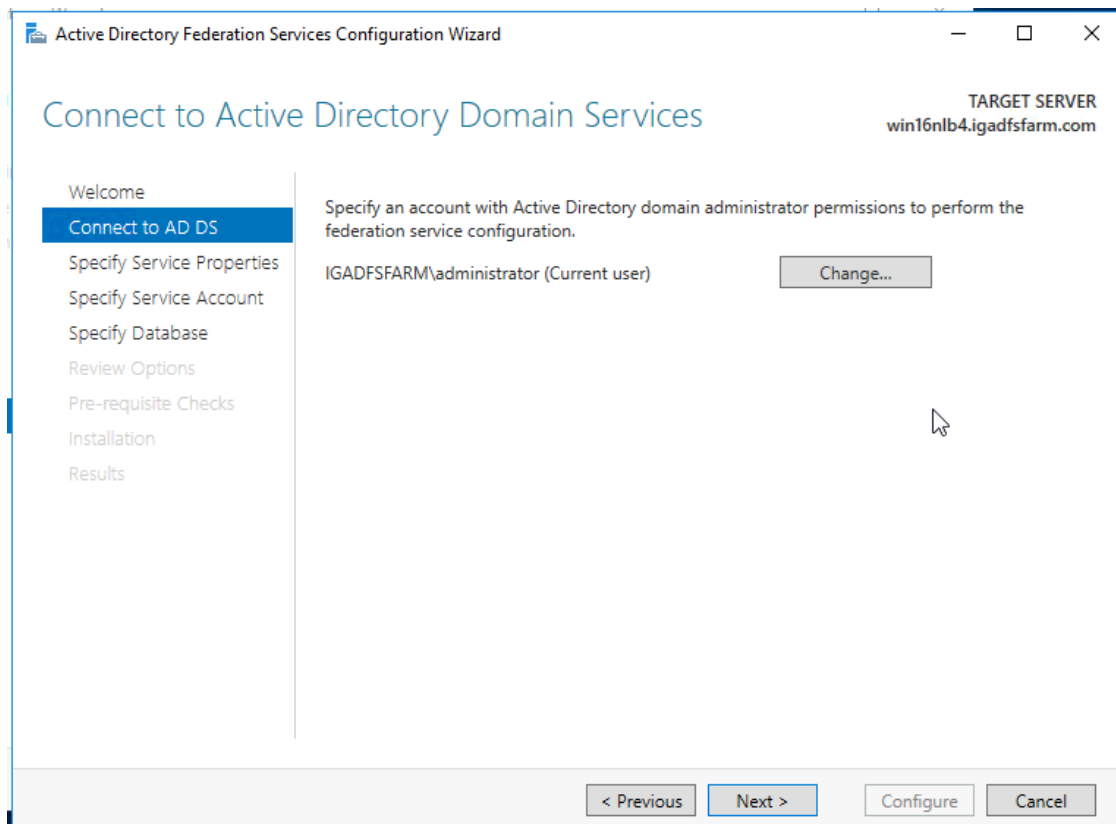 Active Directory Federation Services Configuration Wizard
Connect to Active Directory Domain Services
TARGET SERVER
win16nlb4.igadfsfarm.com
Welcome
Connect to AD DS
Specify Service Properties
Specify Service Account
Specify Database
Review Options
Pre-requisite Checks
Installation
Results
Specify an account with Active Directory domain administrator permissions to perform the
federation service configuration.
IGADFSFARM\administrator (Current user)
Change...
< Previous
Next >
Configure
Cancel